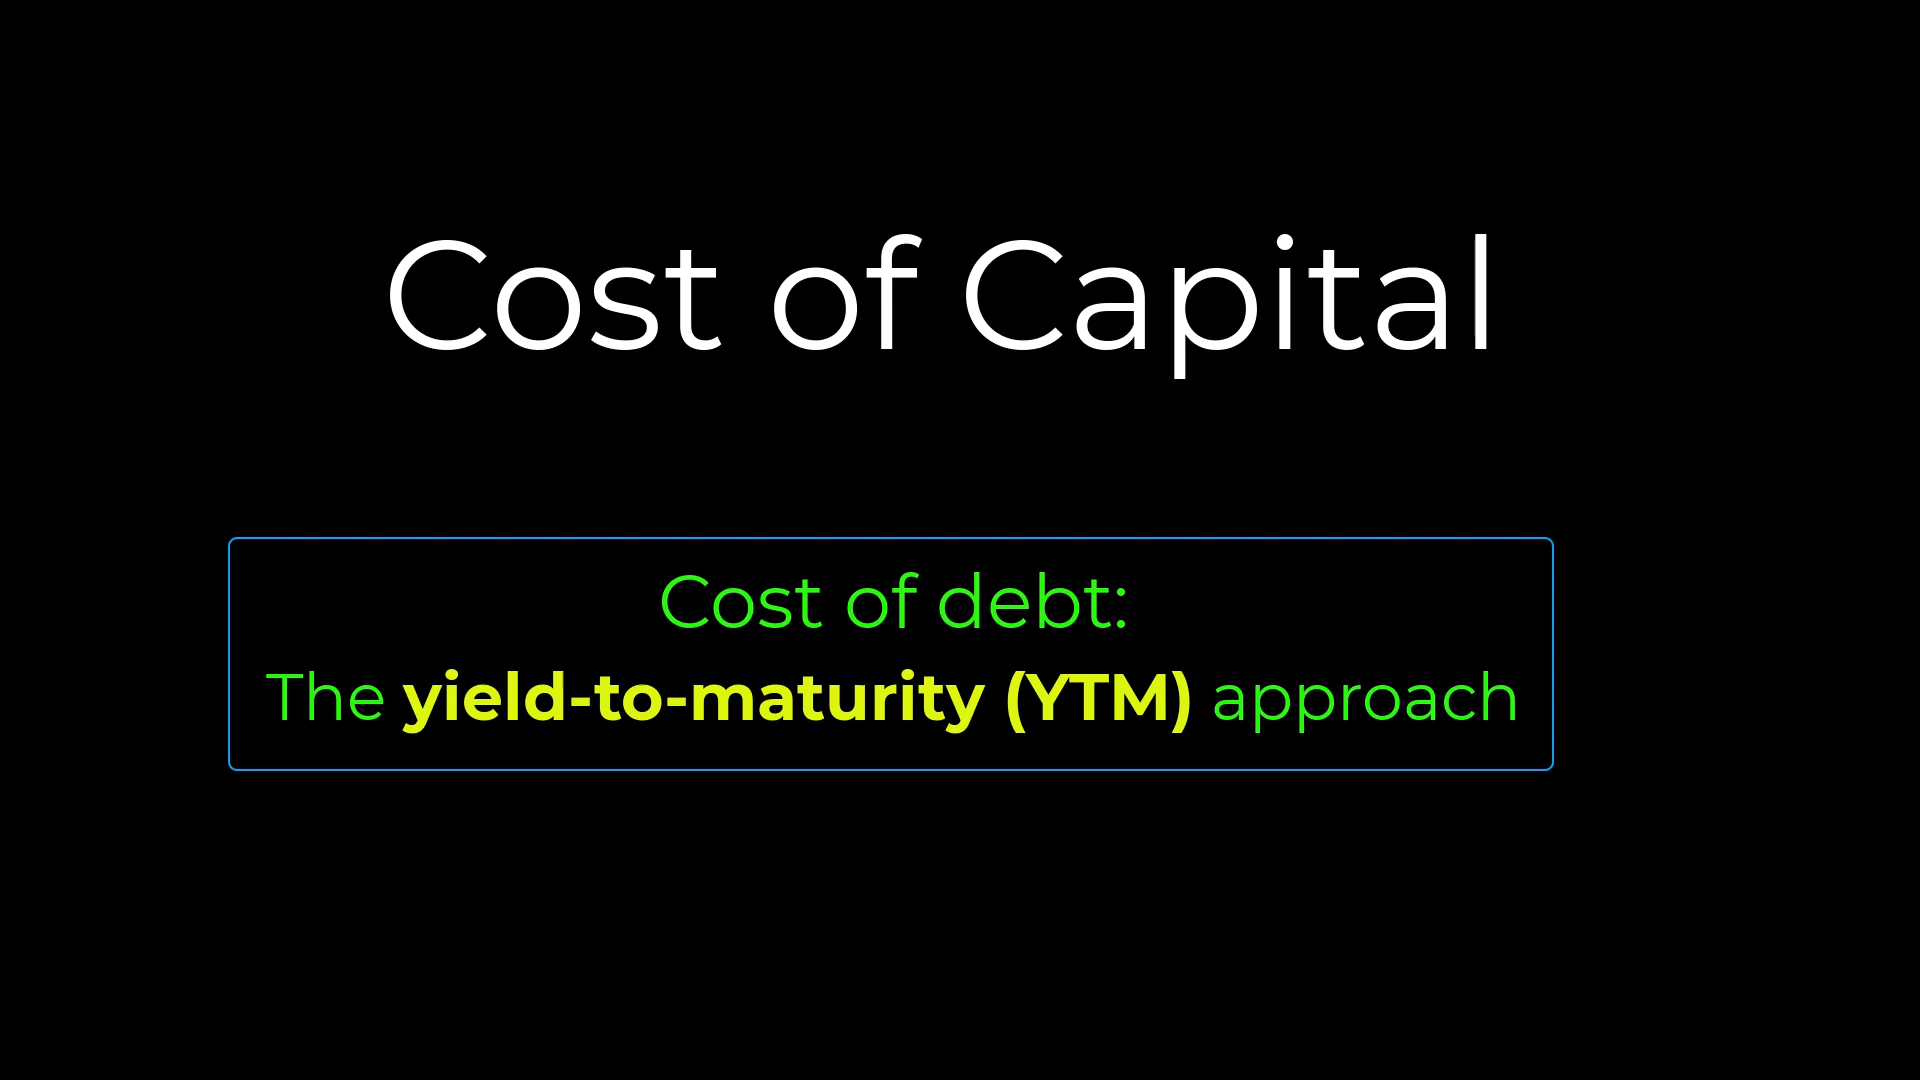 Cost of Capital
Cost of debt:
The yield-to-maturity (YTM) approach